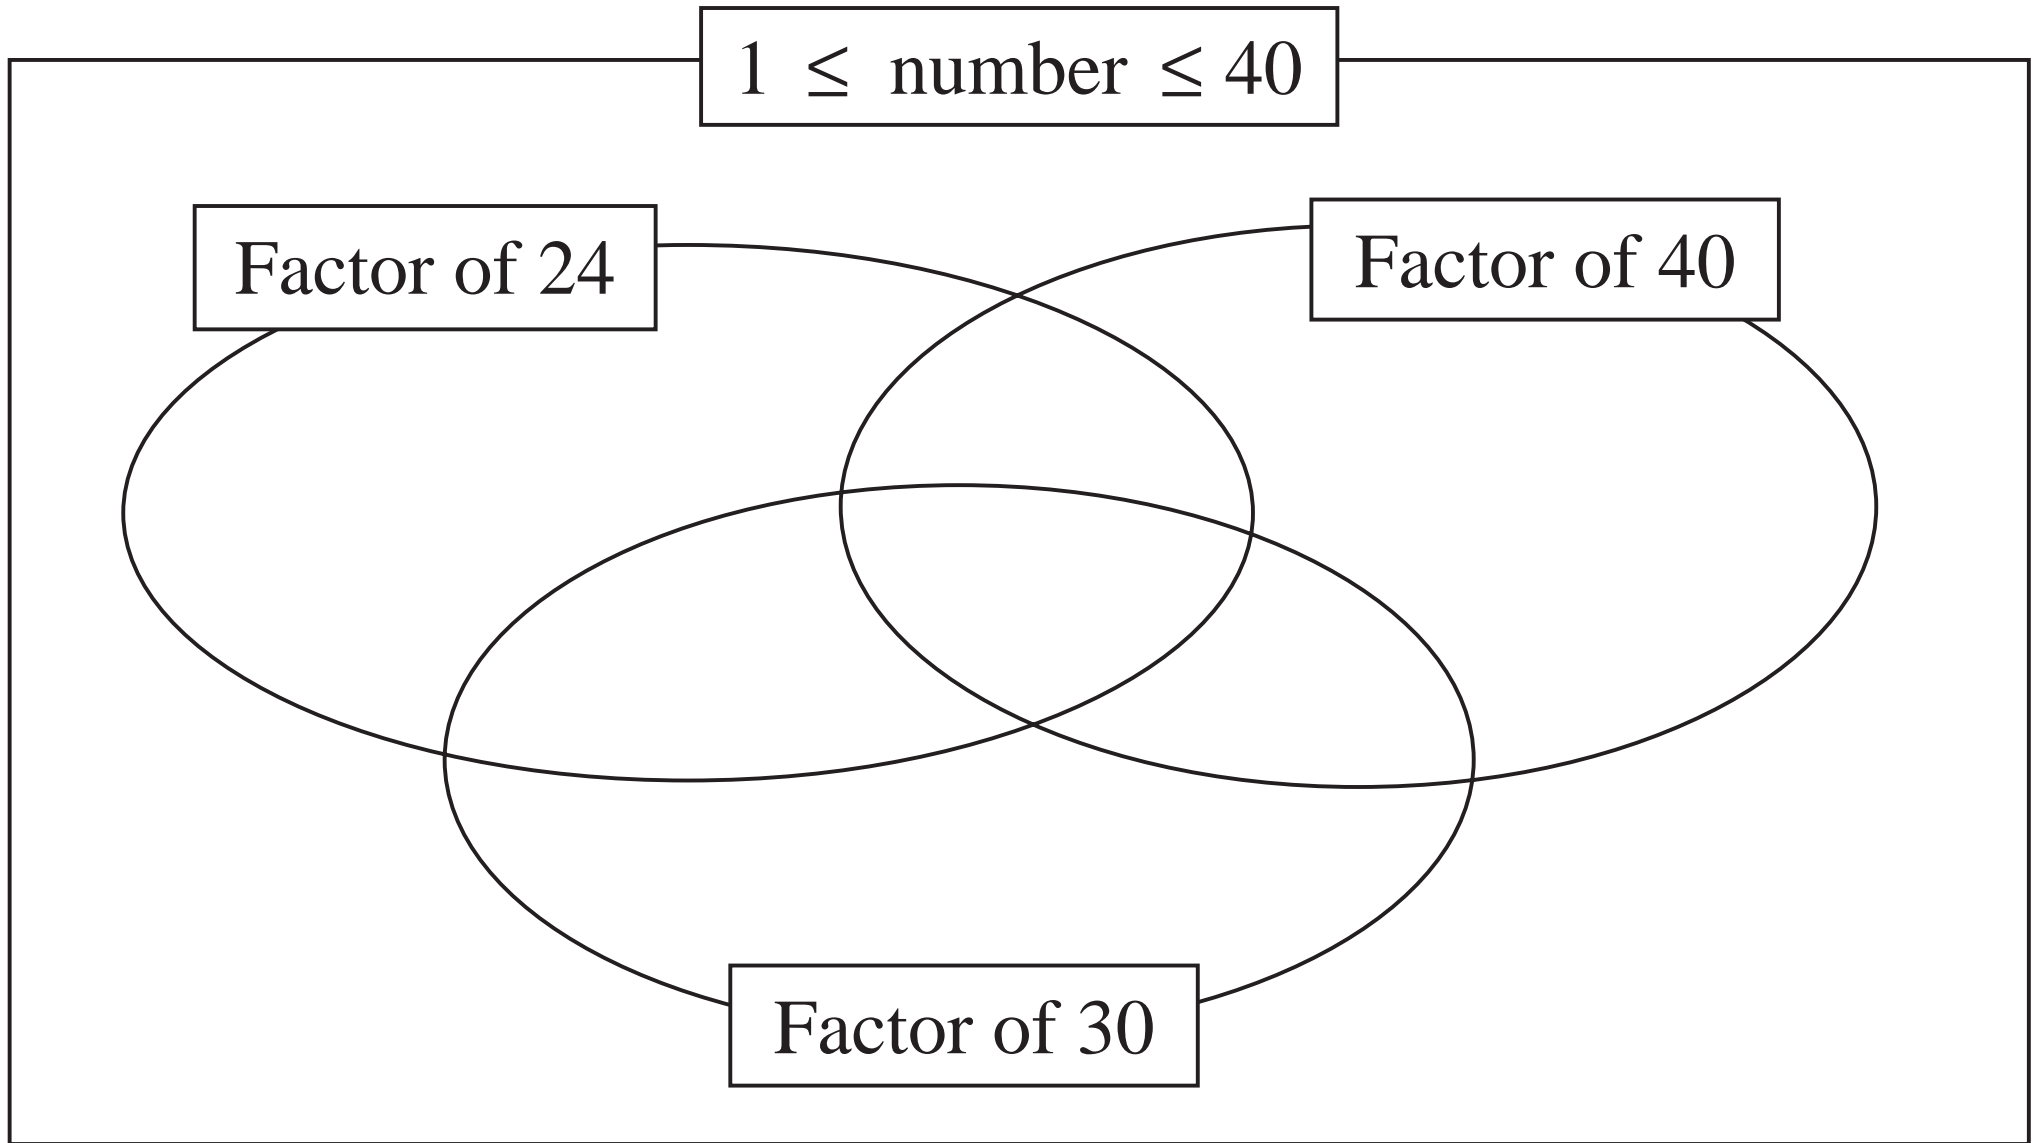 1 ≤ number ≤ 40
Factor of 24
Factor of 40
Factor of 30